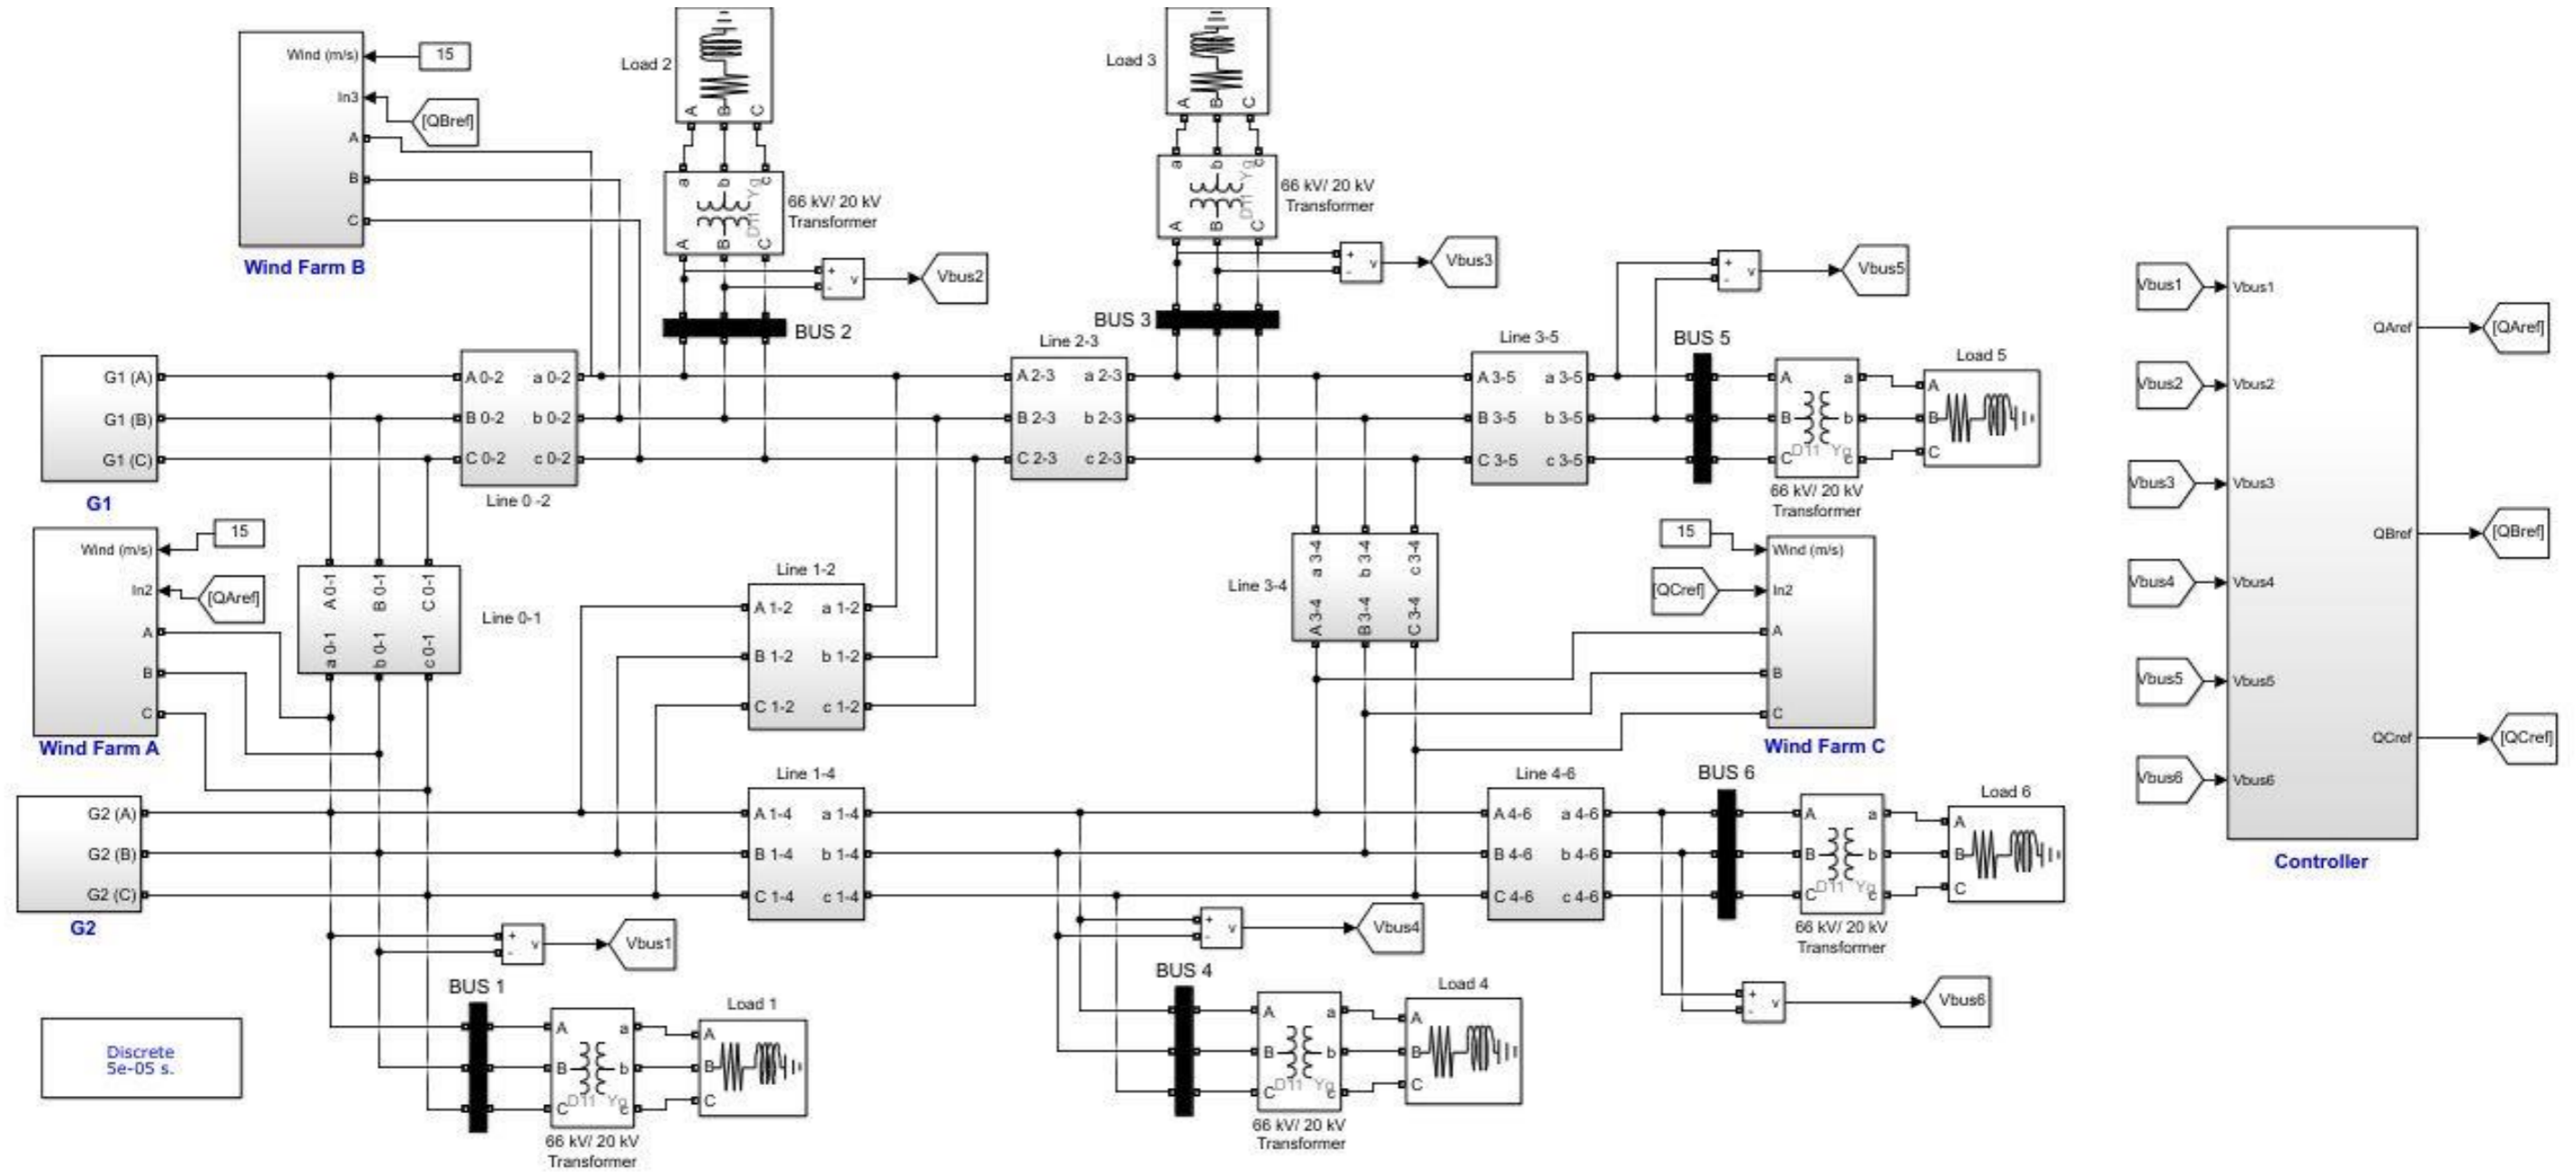 Wind (m/s)
15
In3
[QBref]
A
B
C
Wind Farm B
Load 2
A B C
a b c
D11 Yg
A B C
66 kV/ 20 kV
Transformer
+
-
v
Vbus2
BUS 2
Load 3
A B C
a b c
D11 Yg
A B C
66 kV/ 20 kV
Transformer
+
-
v
Vbus3
BUS 3
G1 (A)
G1 (B)
G1 (C)
G1
A 0-2 a 0-2
B 0-2 b 0-2
C 0-2 c 0-2
Line 0 -2
Line 2-3
A 2-3 a 2-3
B 2-3 b 2-3
C 2-3 c 2-3
Line 3-5
A 3-5 a 3-5
B 3-5 b 3-5
C 3-5 c 3-5
+
-
v
Vbus5
BUS 5
A a
B b
C c
D11 Yg
66 kV/ 20 kV
Transformer
Load 5
A
B
C
Wind (m/s)
15
In2
[QAref]
A
B
C
Wind Farm A
A 0-1 B 0-1 C 0-1
a 0-1 b 0-1 c 0-1
Line 0-1
Line 1-2
A 1-2 a 1-2
B 1-2 b 1-2
C 1-2 c 1-2
Line 3-4
a 3-4 b 3-4 c 3-4
A 3-4 B 3-4 C 3-4
15
Wind (m/s)
[QCref]
In2
A
B
C
Wind Farm C
G2 (A)
G2 (B)
G2 (C)
G2
Line 1-4
A 1-4 a 1-4
B 1-4 b 1-4
C 1-4 c 1-4
Line 4-6
A 4-6 a 4-6
B 4-6 b 4-6
C 4-6 c 4-6
BUS 6
A a
B b
C c
D11 Yg
66 kV/ 20 kV
Transformer
Load 6
A
B
C
+
-
v
Vbus1
+
-
v
Vbus4
+
-
v
Vbus6
BUS 1
A a
B b
C c
D11 Yg
66 kV/ 20 kV
Transformer
Load 1
A
B
C
BUS 4
A a
B b
C c
D11 Yg
66 kV/ 20 kV
Transformer
Load 4
A
B
C
Discrete
5e-05 s.
Vbus1 Vbus1
Vbus2 Vbus2
Vbus3 Vbus3
Vbus4 Vbus4
Vbus5 Vbus5
Vbus6 Vbus6
QAref [QAref]
QBref [QBref]
QCref [QCref]
Controller